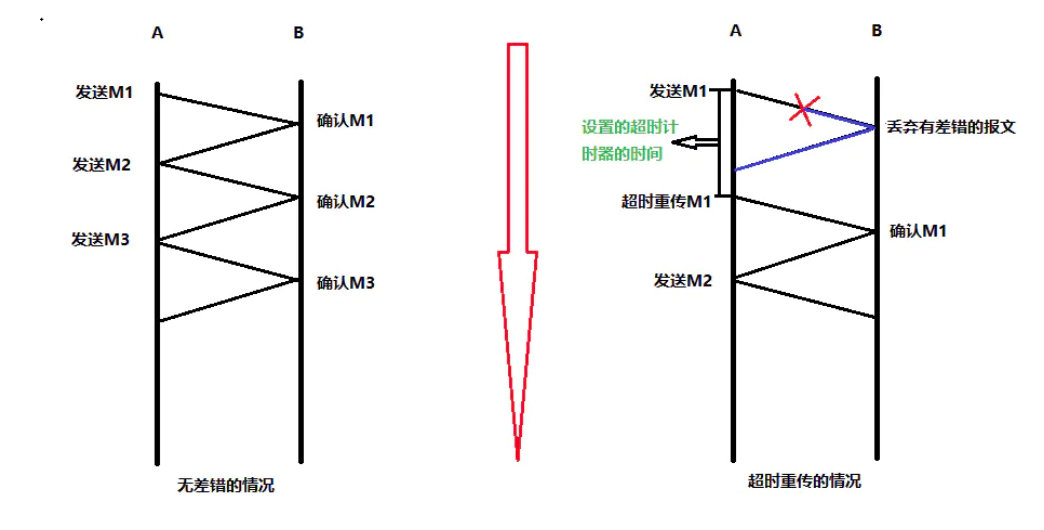 A
B
发送M1
确认M1
发送M2
确认M2
发送M3
确认M3
无差错的情况
A
B
发送M1
设置的超时计
时器的时间
丢弃有差错的报文
超时重传M1
确认M1
发送M2
超时重传的情况